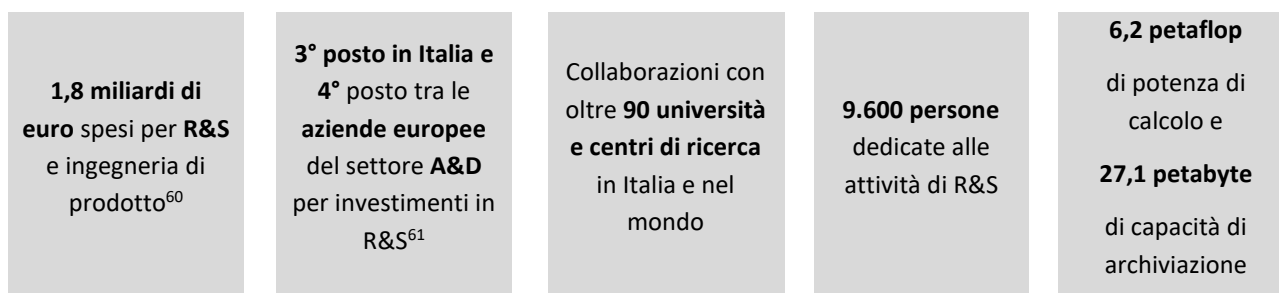 1,8 miliardi di
euro spesi per R&S
e ingegneria di
prodotto60
3° posto in Italia e
4° posto tra le
aziende europee
del settore A&D
per investimenti in
R&S61
Collaborazioni con
oltre 90 università
e centri di ricerca
in Italia e nel
mondo
9.600 persone
dedicate alle
attività di R&S
6,2 petaflop
di potenza di
calcolo e
27,1 petabyte
di capacità di
archiviazione